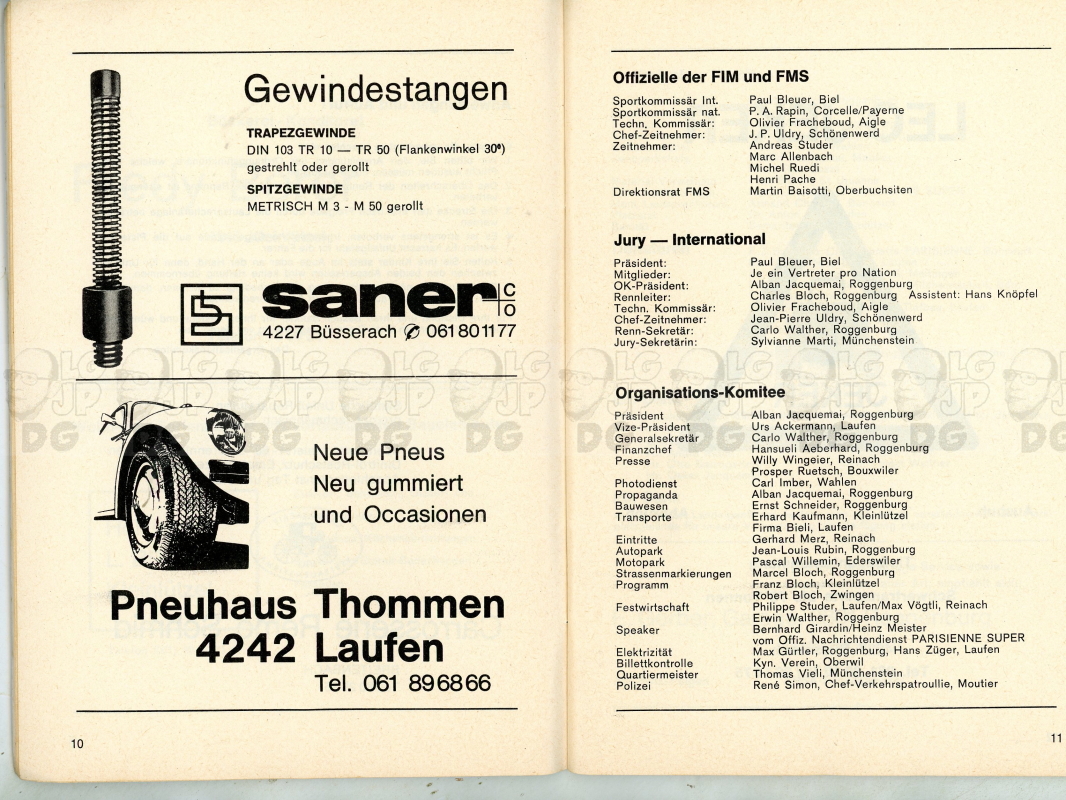 Gewindestangen
TRAPEZGEWINDE
DIN 103 TR 10 — TR 50 (Flankenwinkel 30°)
gestrehlt oder gerollt
SPITZGEWINDE
METRISCH M 3 - M 50 gerollt
saner + CO
4227 Büsserach ✆ 061 80 11 77
Neue Pneus
Neu gummiert
und Occasionen
Pneuhaus Thommen
4242 Laufen
Tel. 061 89 68 66
10
Offizielle der FIM und FMS
Sportkommissär Int. Paul Bleuer, Biel
Sportkommissär nat. P. A. Rapin, Corcelle/Payerne
Techn, Kommissär: Olivier Fracheboud, Aigle
Chef-Zeitnehmer: J. P. Uldry, Schönenwerd
Zeitnehmer: Andreas Studer
Marc Allenbach
Michel Ruedi
Henri Pache
Direktionsrat FMS Martin Baisotti, Oberbuchsiten
Jury — International
Präsident: Paul Bleuer, Biel
Mitglieder: Je ein Vertreter pro Nation
OK-Präsident: Alban Jacquemai, Roggenburg
Rennleiter: Charles Bloch, Roggenburg Assistent: Hans Knöpfel
Techn. Kommissär: Olivier Fracheboud, Aigle
Chef-Zeitnehmer: Jean-Pierre Uldry, Schönenwerd
Renn-Sekretär: Carlo Walther, Roggenburg
Jury-Sekretärin: Sylvianne Marti, Münchenstein
Organisations-Komitee
Präsident Alban Jacquemai, Roggenburg
Vize-Präsident Urs Ackermann, Laufen
Generalsekretär Carlo Walther, Roggenburg
Finanzchef Hansueli Aeberhard, Roggenburg
Presse Willy Wingeier, Reinach
Prosper Ruetsch, Bouxwiler
Photodienst Carl Imber, Wahlen
Propaganda Alban Jacquemai, Roggenburg
Bauwesen Ernst Schneider, Roggenburg
Transporte Erhard Kaufmann, Kleinlützel
Firma Bieli, Laufen
Eintritte Gerhard Merz, Reinach
Autopark Jean-Louis Rubin, Roggenburg
Motopark Pascal Willemin, Ederswiler
Strassenmarkierungen Marcel Bloch, Roggenburg
Programm Franz Bloch, Kleinlützel
Robert Bloch, Zwingen
Festwirtschaft Philippe Studer, Laufen/Max Vögtli, Reinach
Erwin Walther, Roggenburg
Speaker Bernhard Girardin/Heinz Meister
vom Offiz. Nachrichtendienst PARISIENNE SUPER
Elektrizität Max Gürtler, Roggenburg, Hans Züger, Laufen
Billettkontrolle Kyn. Verein, Oberwil
Quartiermeister Thomas Vieli, Münchenstein
Polizei René Simon, Chef-Verkehrspatroullie, Moutier
11
LG JP DG